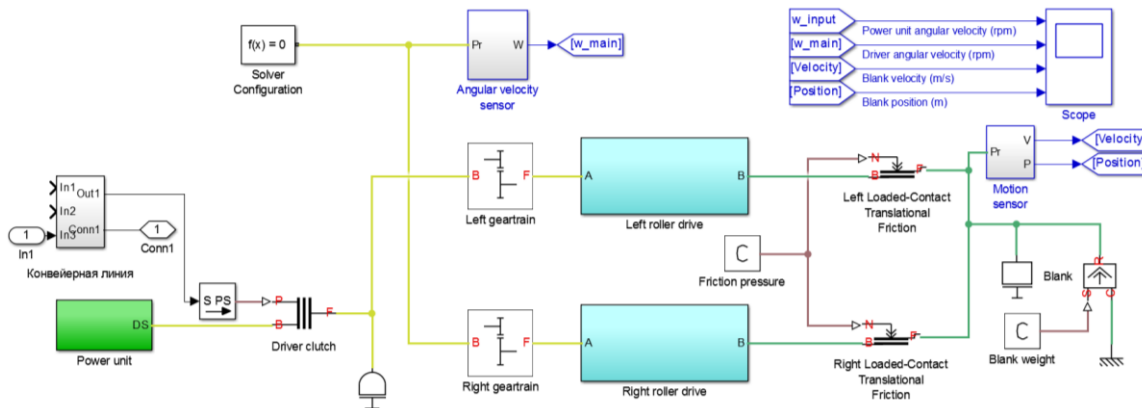 f(x) = 0
Solver
Configuration
Pr
W
[w_main]
Angular velocity
sensor
w_input
[w_main]
[Velocity]
[Position]
Power unit angular velocity (rpm)
Driver angular velocity (rpm)
Blank velocity (m/s)
Blank position (m)
Scope
Pr
V
P
[Velocity
[Position]
Motion
sensor
B
F
Left geartrain
A
B
Left roller drive
N
B
F
Left Loaded-Contact
Translational
Friction
In1
In2
In3
Out1
Conn1
1
In1
1
Conn1
Конвейерная линия
S PS
P
B
F
Driver clutch
DS
Power unit
C
Friction pressure
Blank
R
S
C
C
Blank weight
B
F
Right geartrain
A
B
Right roller drive
N
B
F
Right Loaded-Contact
Translational
Friction